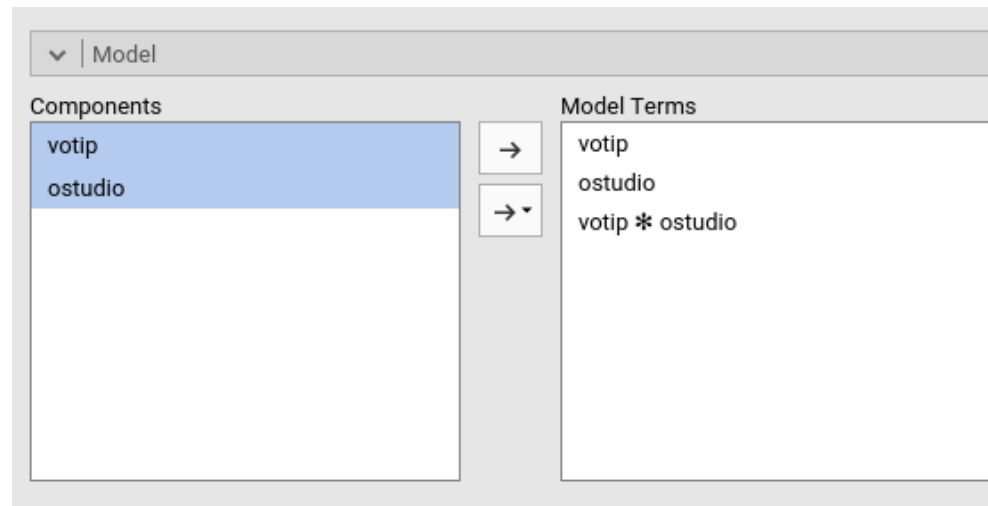 Model
Components
votip
ostudio
Model Terms
votip
ostudio
votip ✻ ostudio